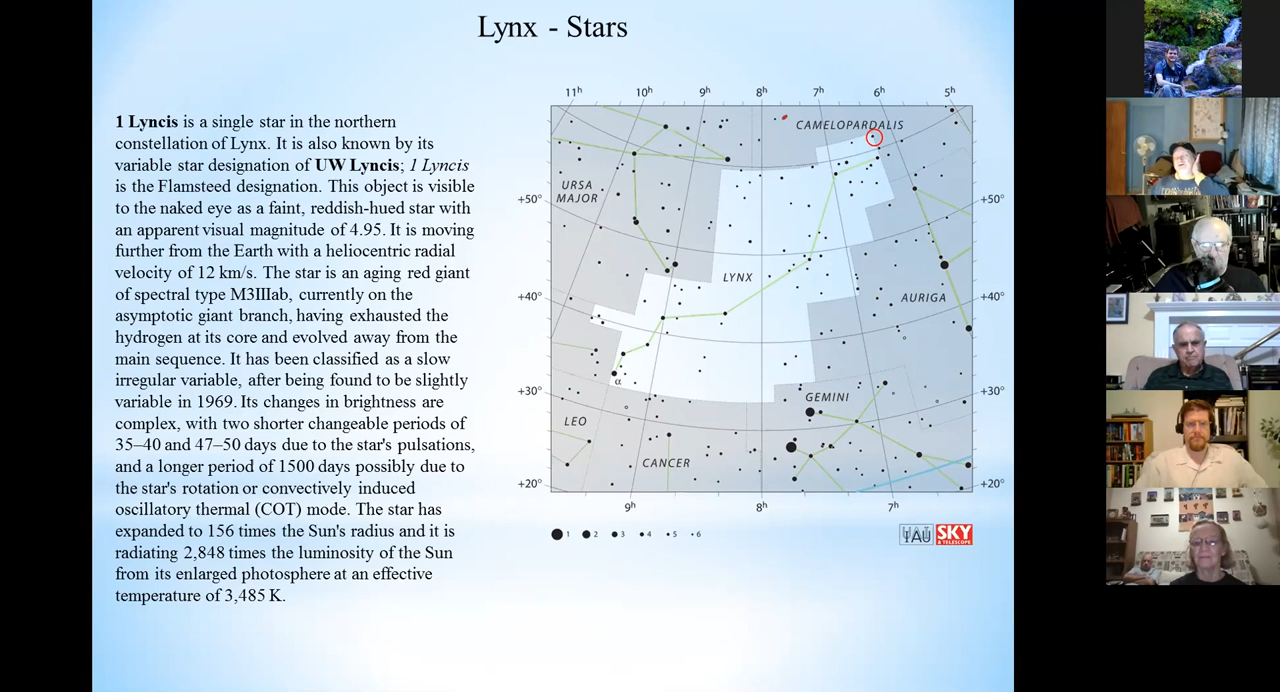 Lynx - Stars
1 Lyncis is a single star in the northern
constellation of Lynx. It is also known by its
variable star designation of UW Lyncis; 1 Lyncis
is the Flamsteed designation. This object is visible
to the naked eye as a faint, reddish-hued star with
an apparent visual magnitude of 4.95. It is moving
further from the Earth with a heliocentric radial
velocity of 12 km/s. The star is an aging red giant
of spectral type M3IIIab, currently on the
asymptotic giant branch, having exhausted the
hydrogen at its core and evolved away from the
main sequence. It has been classified as a slow
irregular variable, after being found to be slightly
variable in 1969. Its changes in brightness are
complex, with two shorter changeable periods of
35–40 and 47–50 days due to the star's pulsations,
and a longer period of 1500 days possibly due to
the star's rotation or convectively induced
oscillatory thermal (COT) mode. The star has
expanded to 156 times the Sun's radius and it is
radiating 2,848 times the luminosity of the Sun
from its enlarged photosphere at an effective
temperature of 3,485 K.
11h 10h 9h 8h 7h 6h 5h
CAMELOPARDALIS
URSA
MAJOR
+50° +50°
LYNX
+40° AURIGA +40°
α
+30° GEMINI +30°
LEO
CANCER
+20° +20°
9h 8h 7h
1 2 3 4 5 6
IAU SKY
& TELESCOPE